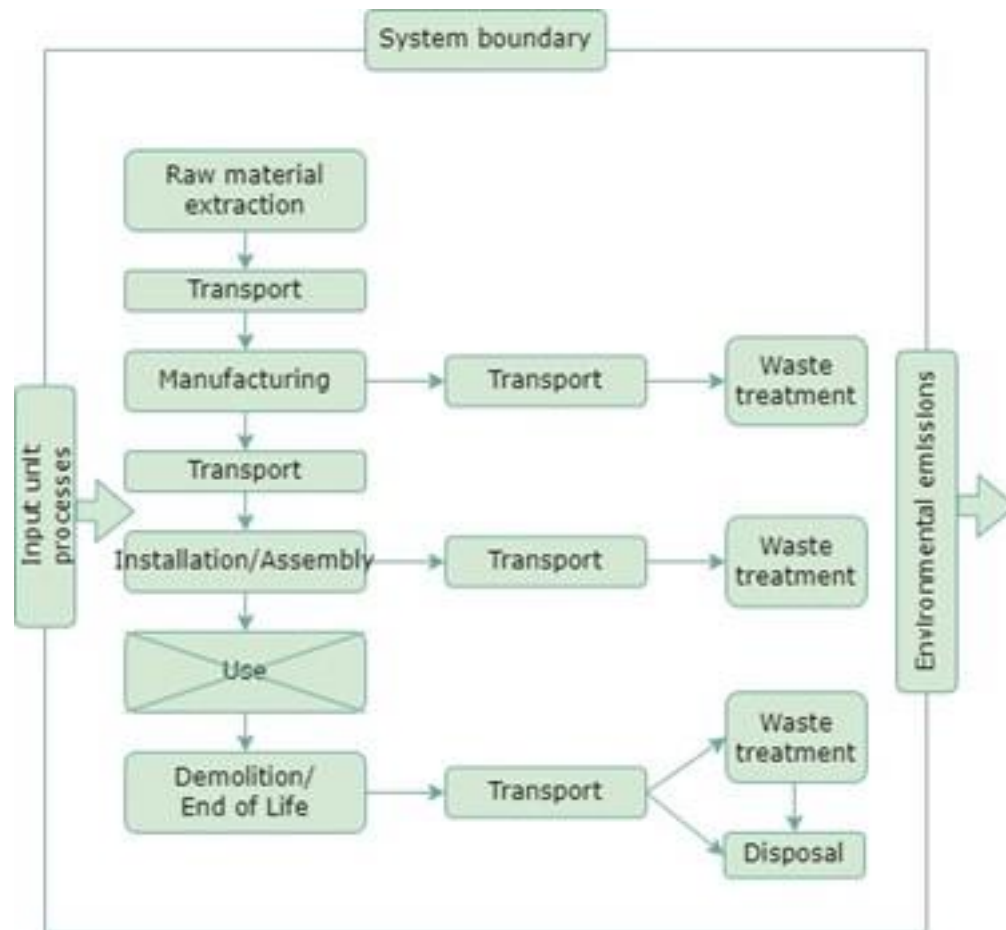 System boundary
Raw material
extraction
Transport
Manufacturing
Transport
Waste
treatment
Transport
Installation/Assembly
Transport
Waste
treatment
Use
Demolition/
End of Life
Transport
Waste
treatment
Disposal
Input unit
processes
Environmental emissions